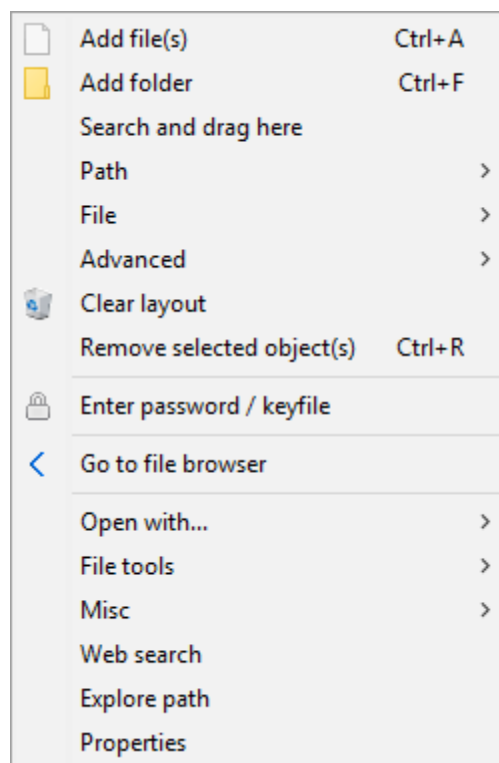 Add file(s) Ctrl+A
Add folder Ctrl+F
Search and drag here
Path
File
Advanced
Clear layout
Remove selected object(s) Ctrl+R
Enter password / keyfile
Go to file browser
Open with...
File tools
Misc
Web search
Explore path
Properties